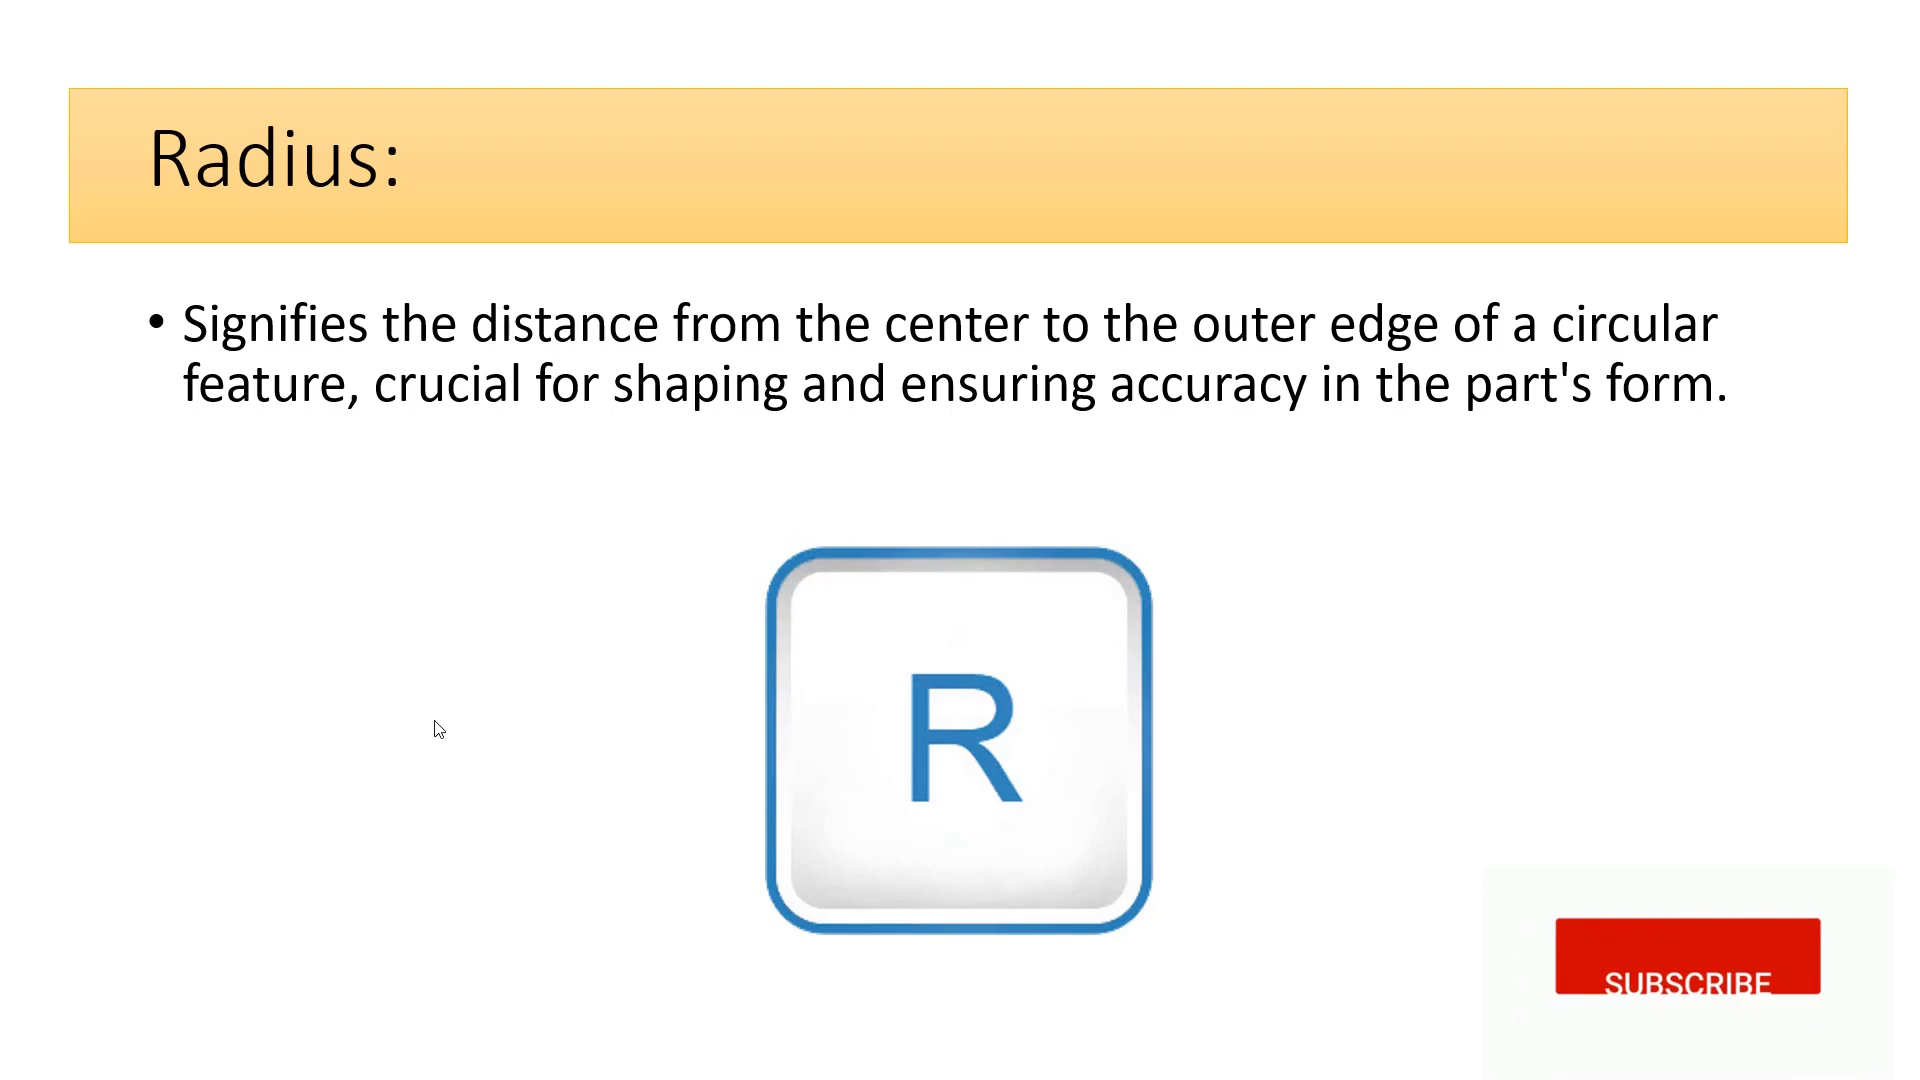 Radius:
• Signifies the distance from the center to the outer edge of a circular
feature, crucial for shaping and ensuring accuracy in the part's form.
R
SUBSCRIBE